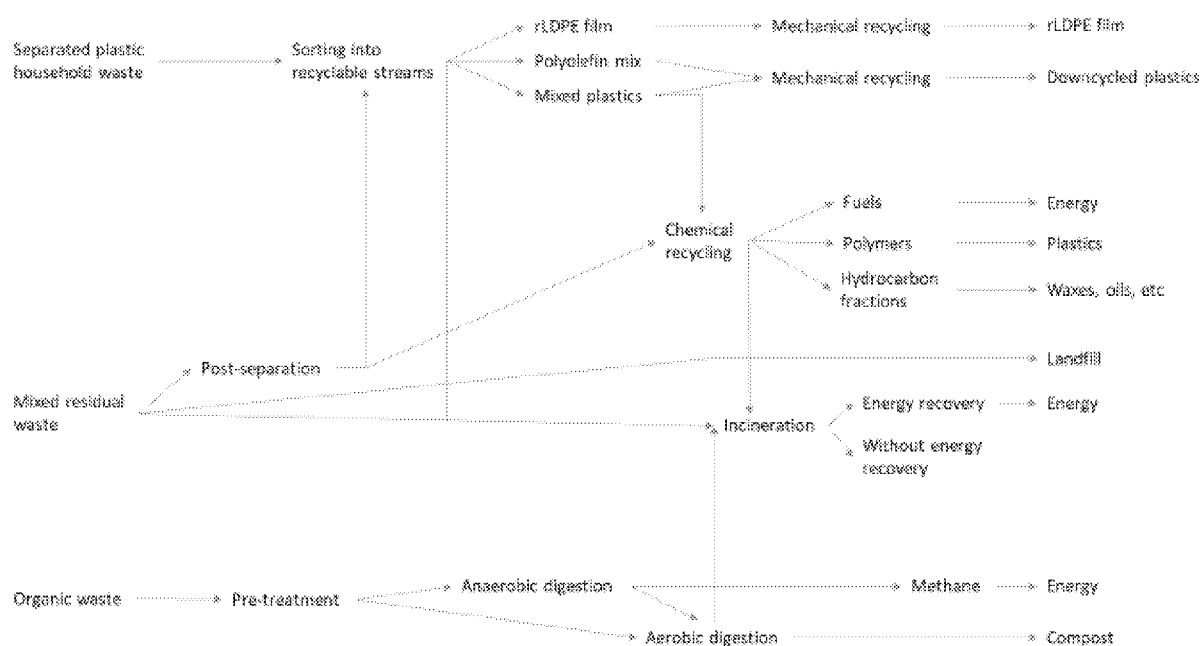 Separated plastic
household waste
Sorting into
recyclable streams
rLDPE film
Mechanical recycling
rLDPE film
Polyolefin mix
Mixed plastics
Mechanical recycling
Downcycled plastics
Chemical
recycling
Fuels
Energy
Polymers
Plastics
Hydrocarbon
fractions
Waxes, oils, etc
Post-separation
Landfill
Mixed residual
waste
Incineration
Energy recovery
Energy
Without energy
recovery
Organic waste
Pre-treatment
Anaerobic digestion
Methane
Energy
Aerobic digestion
Compost